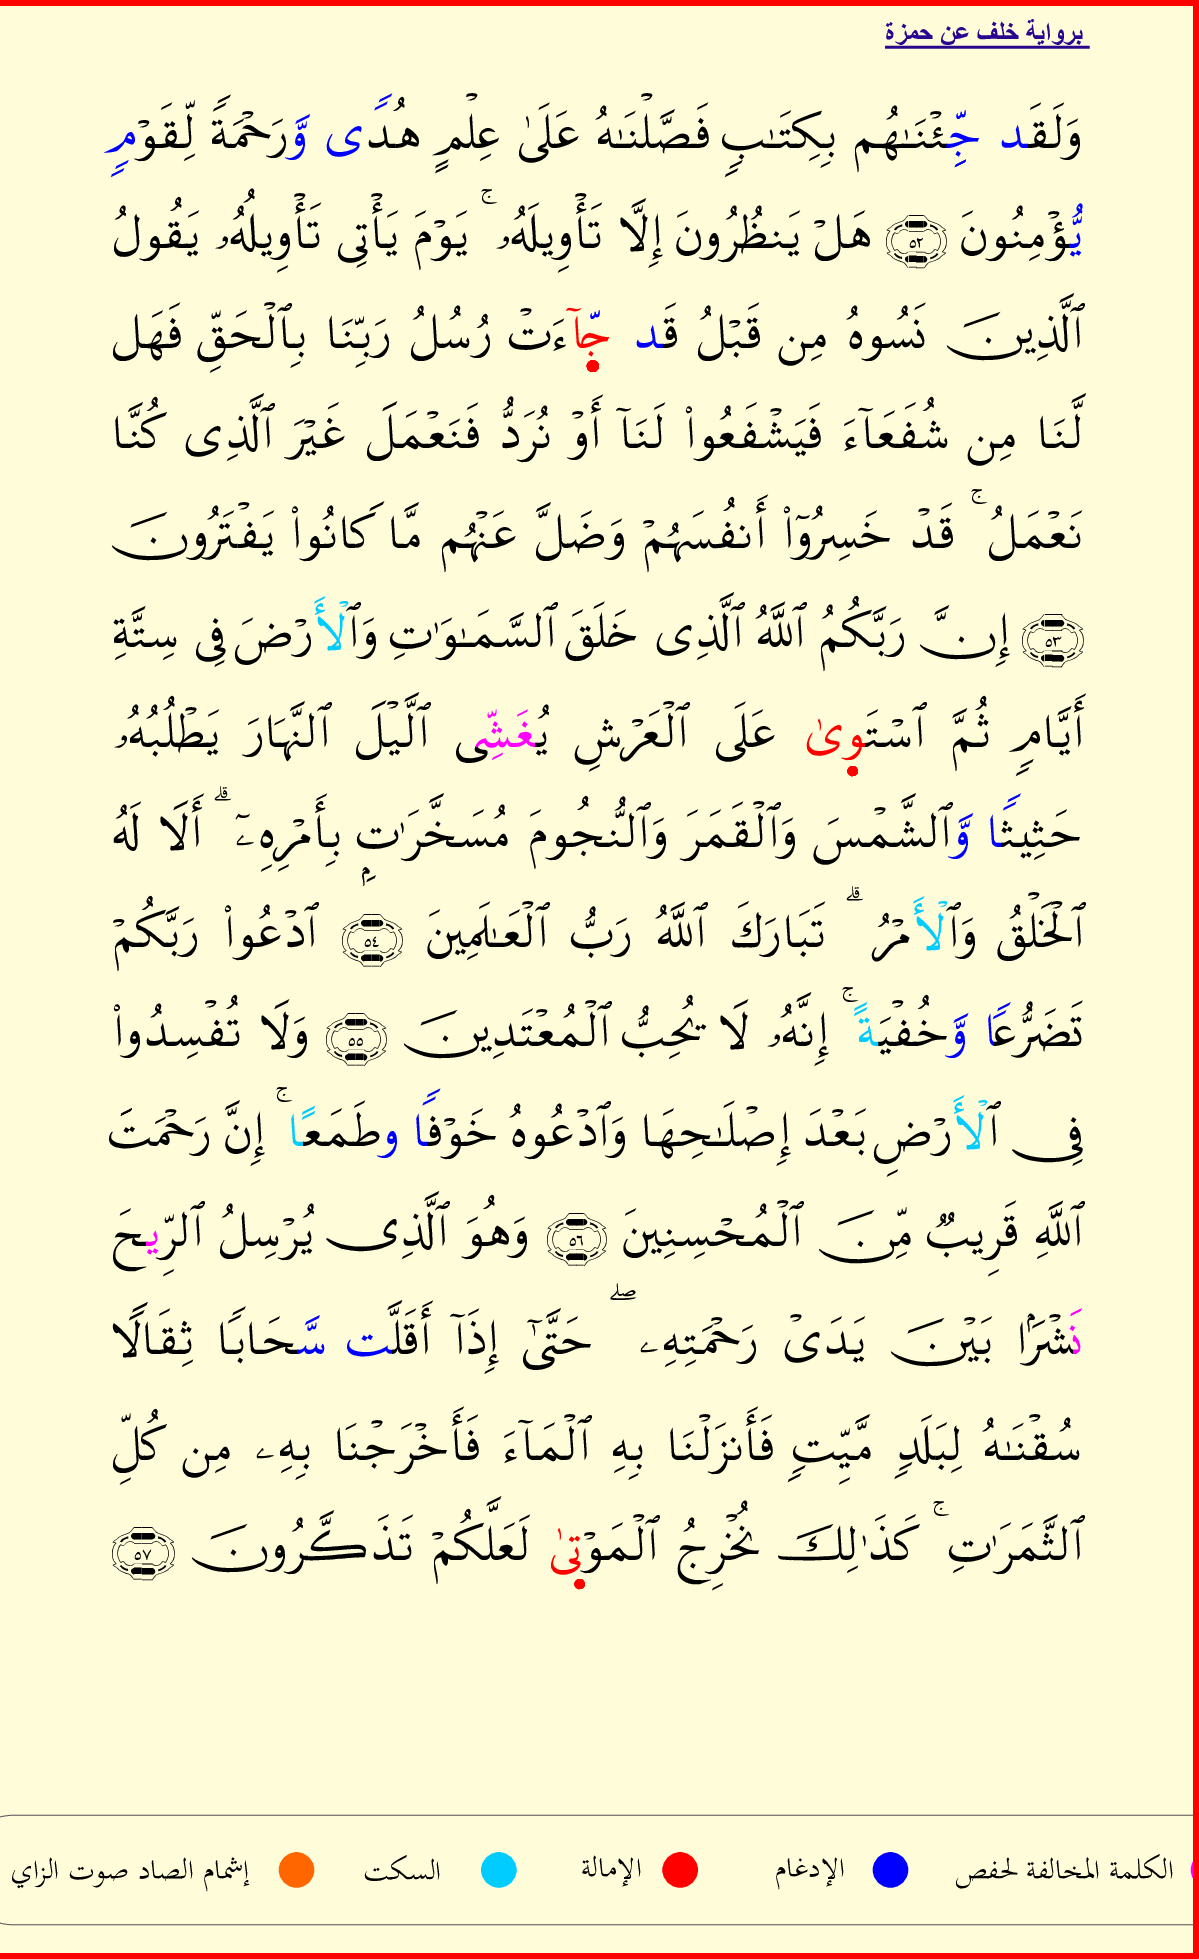 برواية خلف عن حمزة
وَلَقَد جِّئْنَـٰهُم بِكِتَـٰبٍ فَصَّلْنَـٰهُ عَلَىٰ عِلْمٍ هُدًى وَّرَحْمَةً لِّقَوْمٍ
يُّؤْمِنُونَ ٥٢ هَلْ يَنظُرُونَ إِلَّا تَأْوِيلَهُۥ ۚ يَوْمَ يَأْتِى تَأْوِيلُهُۥ يَقُولُ
ٱلَّذِينَ نَسُوهُ مِن قَبْلُ قَد جَّآءَتْ رُسُلُ رَبِّنَا بِٱلْحَقِّ فَهَل
لَّنَا مِن شُفَعَآءَ فَيَشْفَعُوا۟ لَنَآ أَوْ نُرَدُّ فَنَعْمَلَ غَيْرَ ٱلَّذِى كُنَّا
نَعْمَلُ ۚ قَدْ خَسِرُوٓا۟ أَنفُسَهُمْ وَضَلَّ عَنْهُم مَّا كَانُوا۟ يَفْتَرُونَ
٥٣ إِنَّ رَبَّكُمُ ٱللَّهُ ٱلَّذِى خَلَقَ ٱلسَّمَـٰوَٰتِ وَٱلْأَرْضَ فِى سِتَّةِ
أَيَّامٍ ثُمَّ ٱسْتَوِىٰ عَلَى ٱلْعَرْشِ يُغَشِّى ٱلَّيْلَ ٱلنَّهَارَ يَطْلُبُهُۥ
حَثِيثًا وَّٱلشَّمْسَ وَٱلْقَمَرَ وَٱلنُّجُومَ مُسَخَّرَٰتٍۭ بِأَمْرِهِۦٓ ۗ أَلَا لَهُ
ٱلْخَلْقُ وَٱلْأَمْرُ ۗ تَبَارَكَ ٱللَّهُ رَبُّ ٱلْعَـٰلَمِينَ ٥٤ ٱدْعُوا۟ رَبَّكُمْ
تَضَرُّعًا وَّخُفْيَةً ۚ إِنَّهُۥ لَا يُحِبُّ ٱلْمُعْتَدِينَ ٥٥ وَلَا تُفْسِدُوا۟
فِى ٱلْأَرْضِ بَعْدَ إِصْلَـٰحِهَا وَٱدْعُوهُ خَوْفًا وطَمَعًا ۚ إِنَّ رَحْمَتَ
ٱللَّهِ قَرِيبٌ مِّنَ ٱلْمُحْسِنِينَ ٥٦ وَهُوَ ٱلَّذِى يُرْسِلُ ٱلرِّيحَ
نَشْرًۢا بَيْنَ يَدَىْ رَحْمَتِهِۦ ۖ حَتَّىٰٓ إِذَآ أَقَلَّت سَّحَابًا ثِقَالًا
سُقْنَـٰهُ لِبَلَدٍ مَّيِّتٍ فَأَنزَلْنَا بِهِ ٱلْمَآءَ فَأَخْرَجْنَا بِهِۦ مِن كُلِّ
ٱلثَّمَرَٰتِ ۚ كَذَٰلِكَ نُخْرِجُ ٱلْمَوْتِىٰ لَعَلَّكُمْ تَذَكَّرُونَ ٥٧
الكلمة المخالفة لحفص الإدغام الإمالة السكت إشمام الصاد صوت الزاي